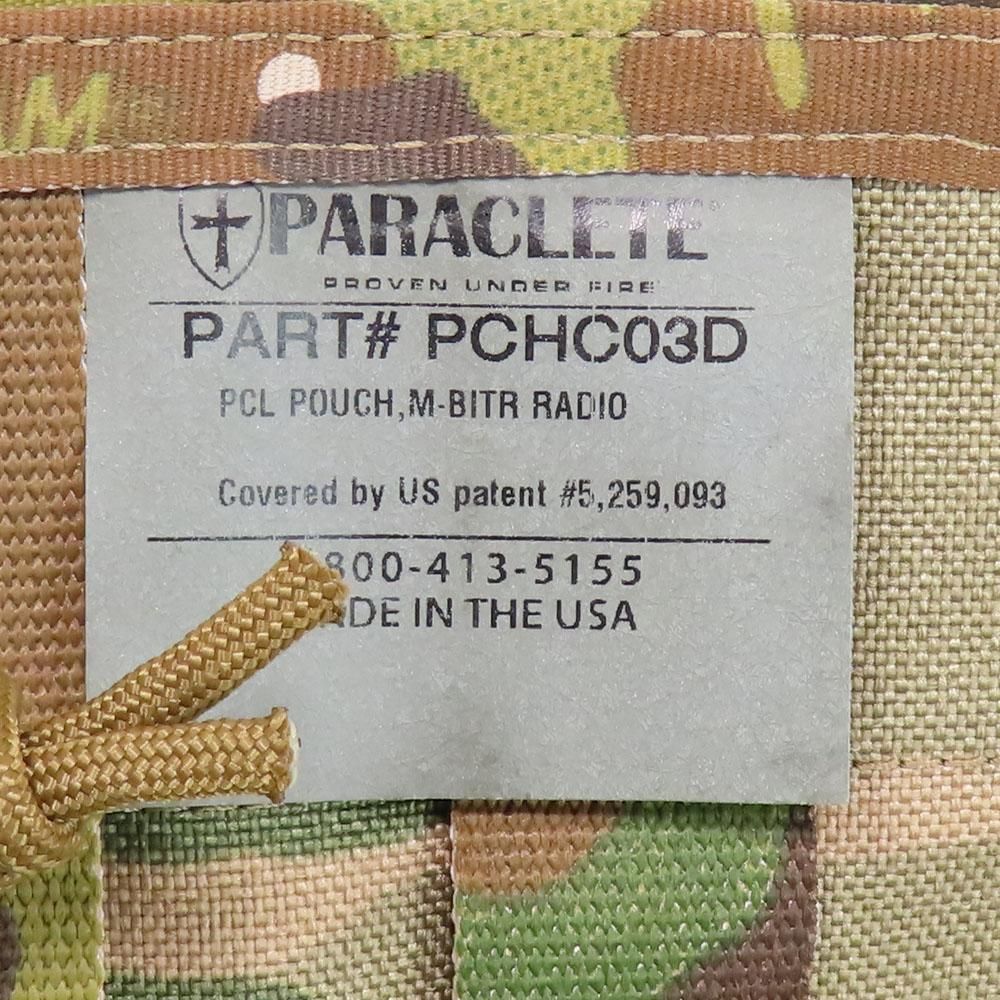 PARACLETE
PROVEN UNDER FIRE
PART# PCHC03D
PCL POUCH,M-BITR RADIO
Covered by US patent #5,259,093
800-413-5155
ADE IN THE USA